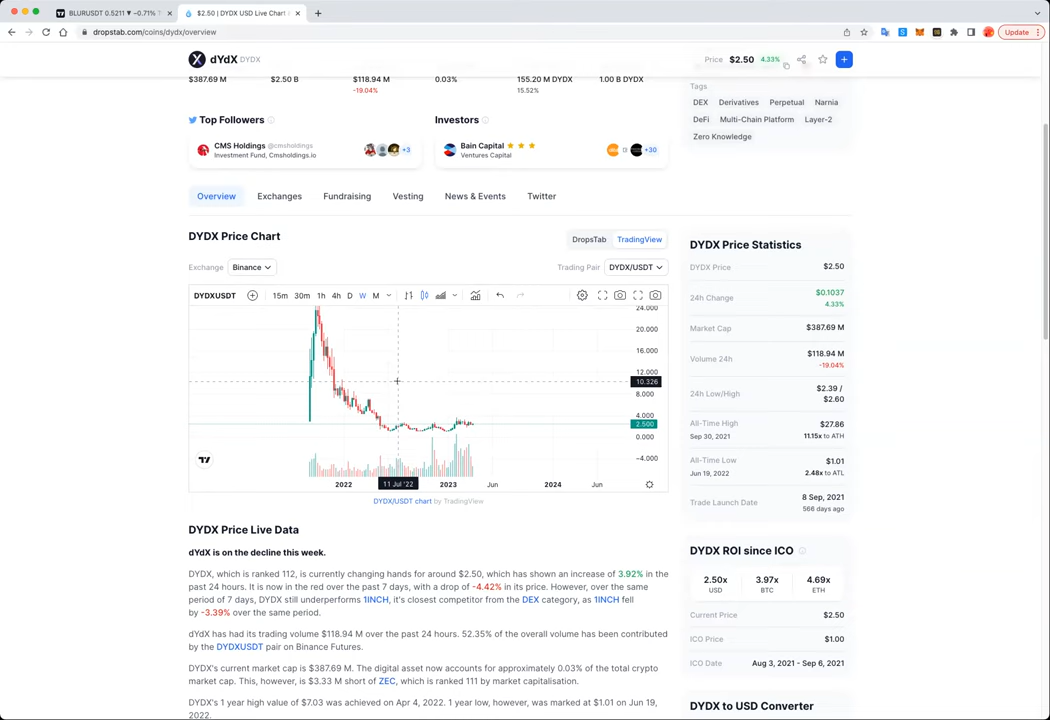 BLURUSDT 0.5211 ▼ −0.71%
$2.50 | DYDX USD Live Chart
dropstab.com/coins/dydx/overview
Update
dYdX DYDX
Price $2.50 4.33%
$387.69 M $2.50 B $118.94 M 0.03% 155.20 M DYDX 1.00 B DYDX
-19.04% 15.52%
Tags
DEX Derivatives Perpetual Narnia
DeFi Multi-Chain Platform Layer-2
Zero Knowledge
Top Followers
CMS Holdings @cmsholdings
Investment Fund, Cmsholdings.io
+3
Investors
Bain Capital
Ventures Capital
+30
Overview Exchanges Fundraising Vesting News & Events Twitter
DYDX Price Chart
DropsTab TradingView
Exchange Binance
Trading Pair DYDX/USDT
DYDXUSDT 15m 30m 1h 4h D W M
24.000
20.000
16.000
12.000
10.326
8.000
4.000
2.500
0.000
−4.000
2022 11 Jul '22 2023 Jun 2024 Jun
DYDX/USDT chart by TradingView
DYDX Price Live Data
dYdX is on the decline this week.
DYDX, which is ranked 112, is currently changing hands for around $2.50, which has shown an increase of 3.92% in the
past 24 hours. It is now in the red over the past 7 days, with a drop of -4.42% in its price. However, over the same
period of 7 days, DYDX still underperforms 1INCH, it's closest competitor from the DEX category, as 1INCH fell
by -3.39% over the same period.
dYdX has had its trading volume $118.94 M over the past 24 hours. 52.35% of the overall volume has been contributed
by the DYDXUSDT pair on Binance Futures.
DYDX's current market cap is $387.69 M. The digital asset now accounts for approximately 0.03% of the total crypto
market cap. This, however, is $3.33 M short of ZEC, which is ranked 111 by market capitalisation.
DYDX's 1 year high value of $7.03 was achieved on Apr 4, 2022. 1 year low, however, was marked at $1.01 on Jun 19,
2022.
DYDX Price Statistics
DYDX Price $2.50
24h Change $0.1037
4.33%
Market Cap $387.69 M
Volume 24h $118.94 M
-19.04%
24h Low/High $2.39 /
$2.60
All-Time High $27.86
Sep 30, 2021 11.15x to ATH
All-Time Low $1.01
Jun 19, 2022 2.48x to ATL
Trade Launch Date 8 Sep, 2021
566 days ago
DYDX ROI since ICO
2.50x 3.97x 4.69x
USD BTC ETH
Current Price $2.50
ICO Price $1.00
ICO Date Aug 3, 2021 - Sep 6, 2021
DYDX to USD Converter